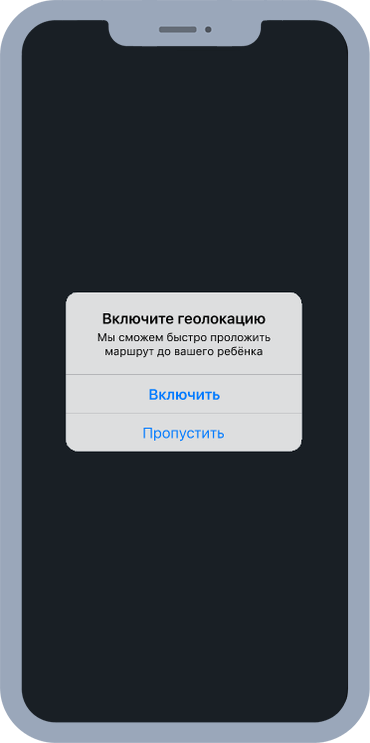 Включите геолокацию
Мы сможем быстро проложить
маршрут до вашего ребёнка
Включить
Пропустить